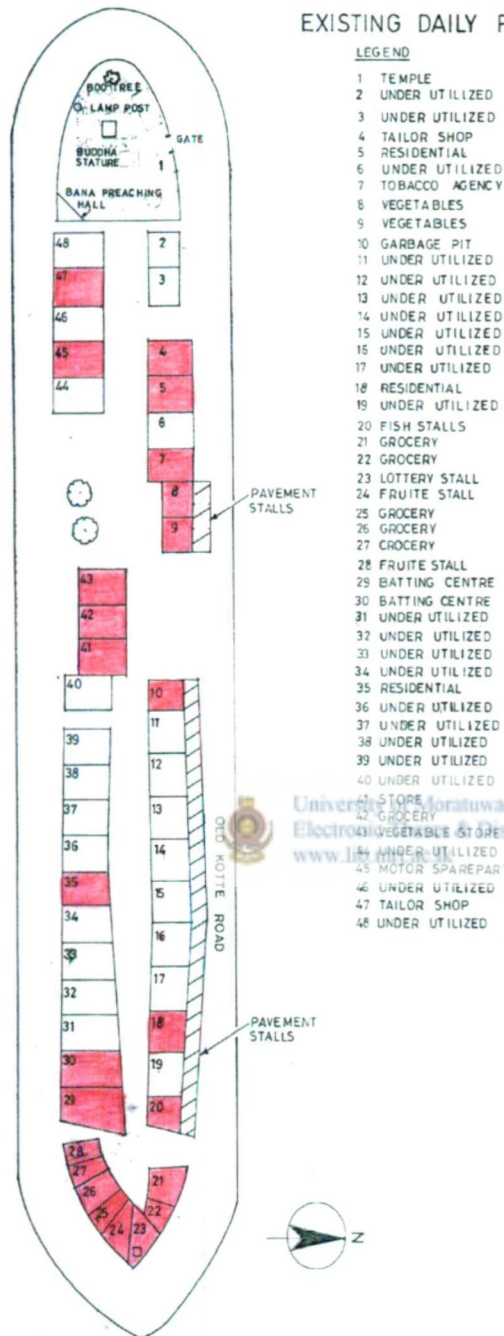 EXISTING DAILY F
LEGEND
1 TEMPLE
2 UNDER UTILIZED
3 UNDER UTILIZED
4 TAILOR SHOP
5 RESIDENTIAL
6 UNDER UTILIZED
7 TOBACCO AGENCY
8 VEGETABLES
9 VEGETABLES
10 GARBAGE PIT
11 UNDER UTILIZED
12 UNDER UTILIZED
13 UNDER UTILIZED
14 UNDER UTILIZED
15 UNDER UTILIZED
16 UNDER UTILIZED
17 UNDER UTILIZED
18 RESIDENTIAL
19 UNDER UTILIZED
20 FISH STALLS
21 GROCERY
22 GROCERY
23 LOTTERY STALL
24 FRUITE STALL
25 GROCERY
26 GROCERY
27 CROCERY
28 FRUITE STALL
29 BATTING CENTRE
30 BATTING CENTRE
31 UNDER UTILIZED
32 UNDER UTILIZED
33 UNDER UTILIZED
34 UNDER UTILIZED
35 RESIDENTIAL
36 UNDER UTILIZED
37 UNDER UTILIZED
38 UNDER UTILIZED
39 UNDER UTILIZED
40 UNDER UTILIZED
41 STORE
42 GROCERY
43 VEGETABLE STORE
44 UNDER UTILIZED
45 MOTOR SPAREPART
46 UNDER UTILIZED
47 TAILOR SHOP
48 UNDER UTILIZED
BOO TREE
LAMP POST
GATE
BUDDHA
STATURE
1
BANA PREACHING
HALL
48
2
47
3
46
45
4
44
5
6
7
8
9
PAVEMENT
STALLS
43
42
41
40
10
11
39
12
38
37
13
36
14
35
15
34
16
33
17
32
31
18
30
19
29
20
OLD KOTTE ROAD
PAVEMENT
STALLS
28
27
26
25
24
23
22
21
N
University of Moratuwa
Electronic
www.lib.mrt.ac.lk